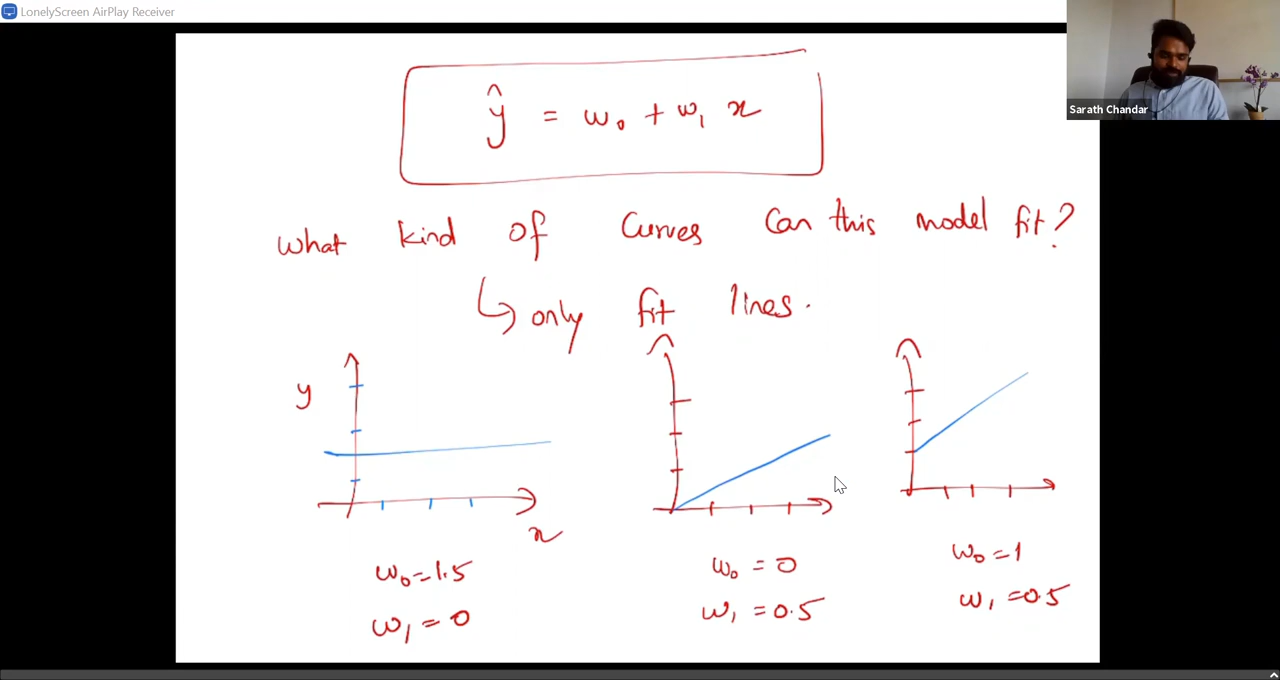 LonelyScreen AirPlay Receiver
Sarath Chandar
ŷ = w₀ + w₁ x
What kind of Curves Can this model fit?
↳ only fit lines.
y
x
w₀=1.5
w₁ = 0
w₀ = 0
w₁ = 0.5
w₀ =1
w₁ =0.5